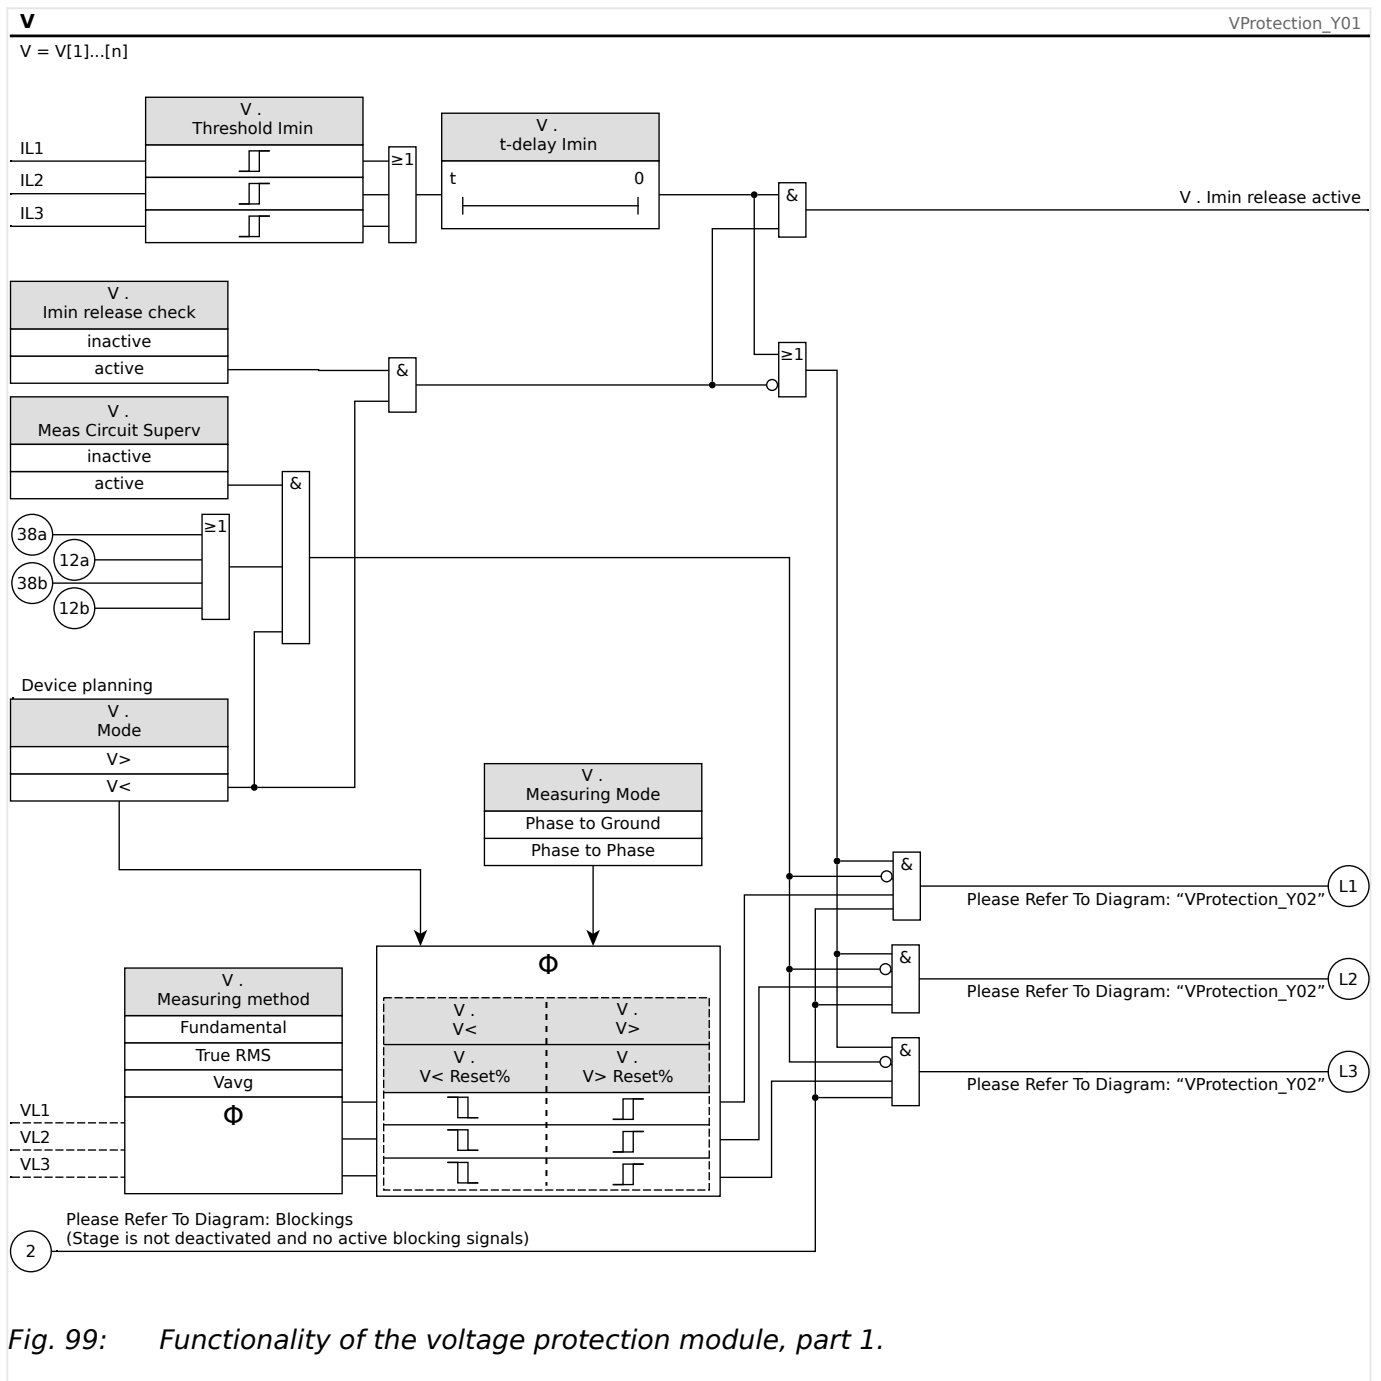 V
VProtection_Y01
V = V[1]...[n]
V .
Threshold Imin
V .
t-delay Imin
IL1
IL2
IL3
≥1
t
0
&
V . Imin release active
V .
Imin release check
inactive
active
&
≥1
V .
Meas Circuit Superv
inactive
active
&
38a
12a
38b
12b
≥1
Device planning
V .
Mode
V>
V<
V .
Measuring Mode
Phase to Ground
Phase to Phase
&
L1
Please Refer To Diagram: “VProtection_Y02”
&
L2
Please Refer To Diagram: “VProtection_Y02”
&
L3
Please Refer To Diagram: “VProtection_Y02”
V .
Measuring method
Fundamental
True RMS
Vavg
Φ
VL1
VL2
VL3
Φ
V .
V<
V .
V>
V .
V< Reset%
V .
V> Reset%
2
Please Refer To Diagram: Blockings
(Stage is not deactivated and no active blocking signals)
Fig. 99: Functionality of the voltage protection module, part 1.